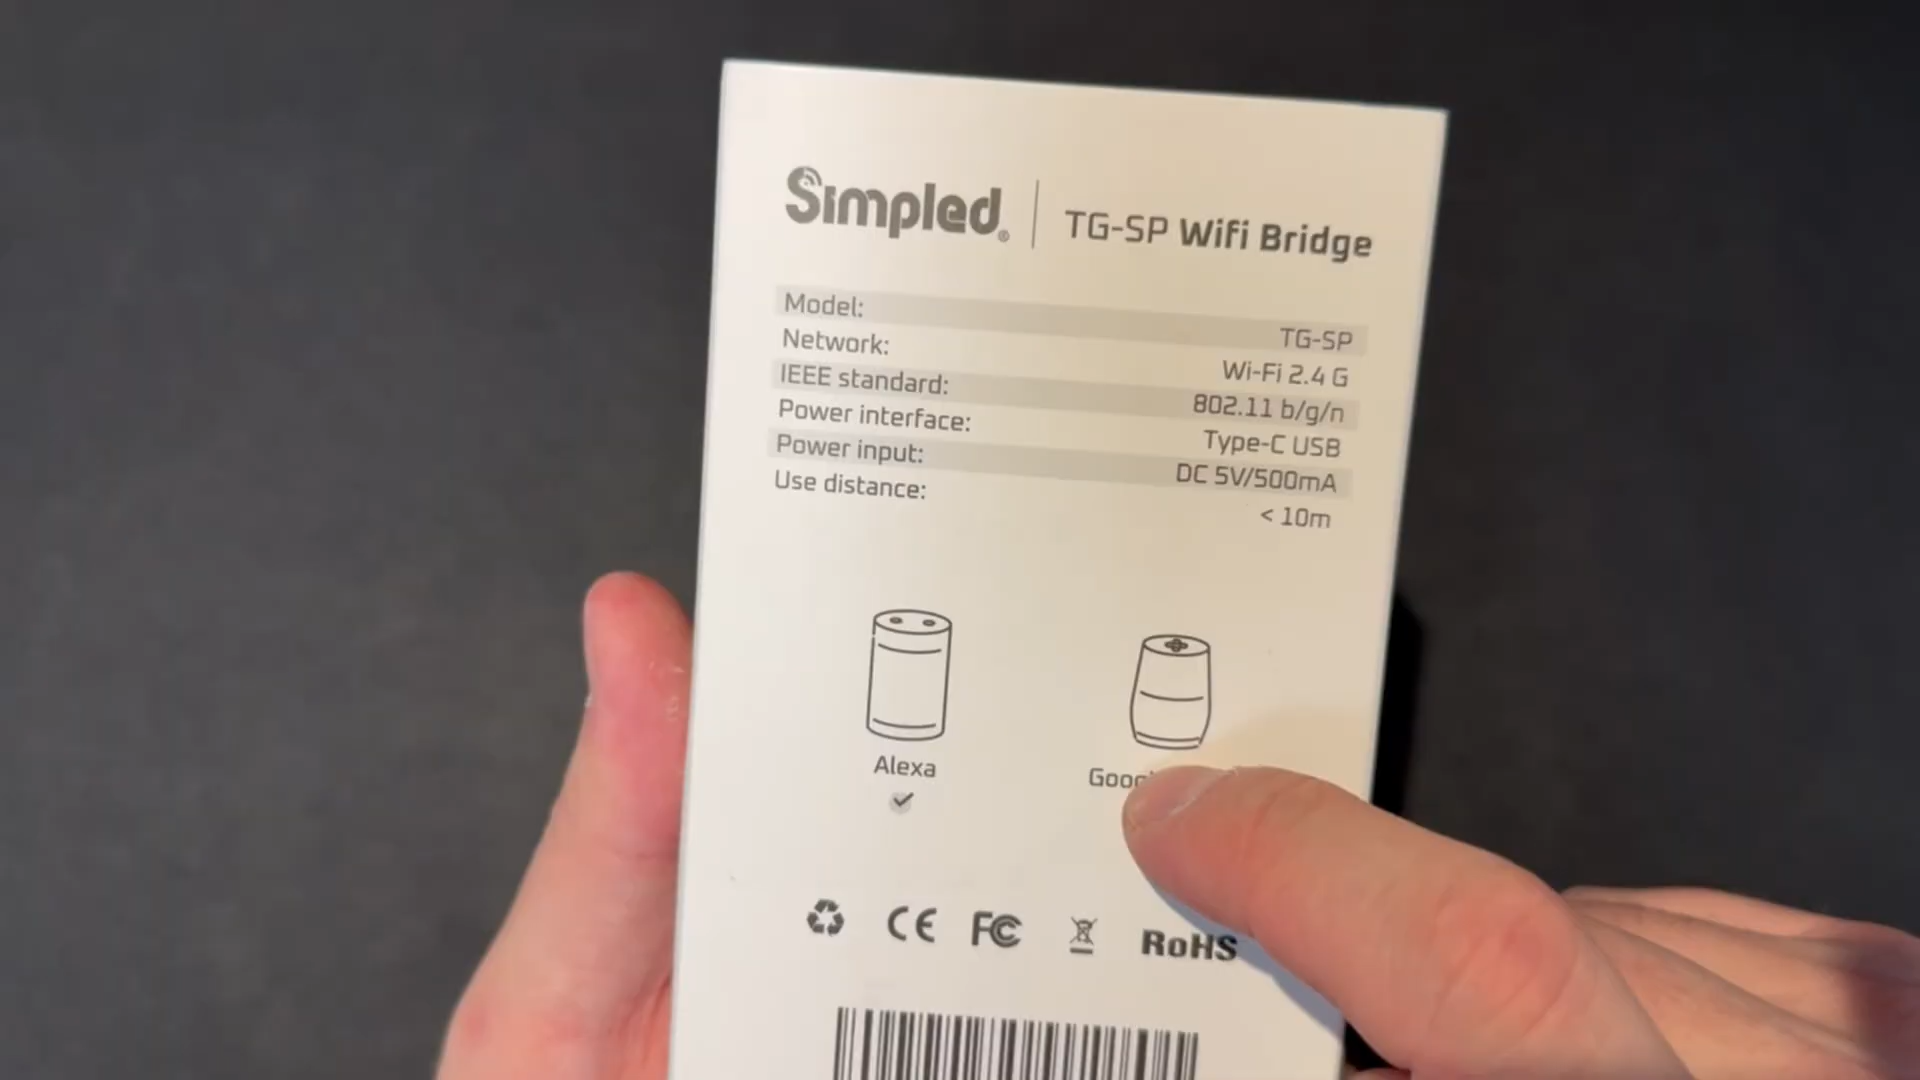 Simpled® | TG-SP Wifi Bridge
Model: TG-SP
Network: Wi-Fi 2.4 G
IEEE standard: 802.11 b/g/n
Power interface: Type-C USB
Power input: DC 5V/500mA
Use distance: < 10m
Alexa
CE FC RoHS